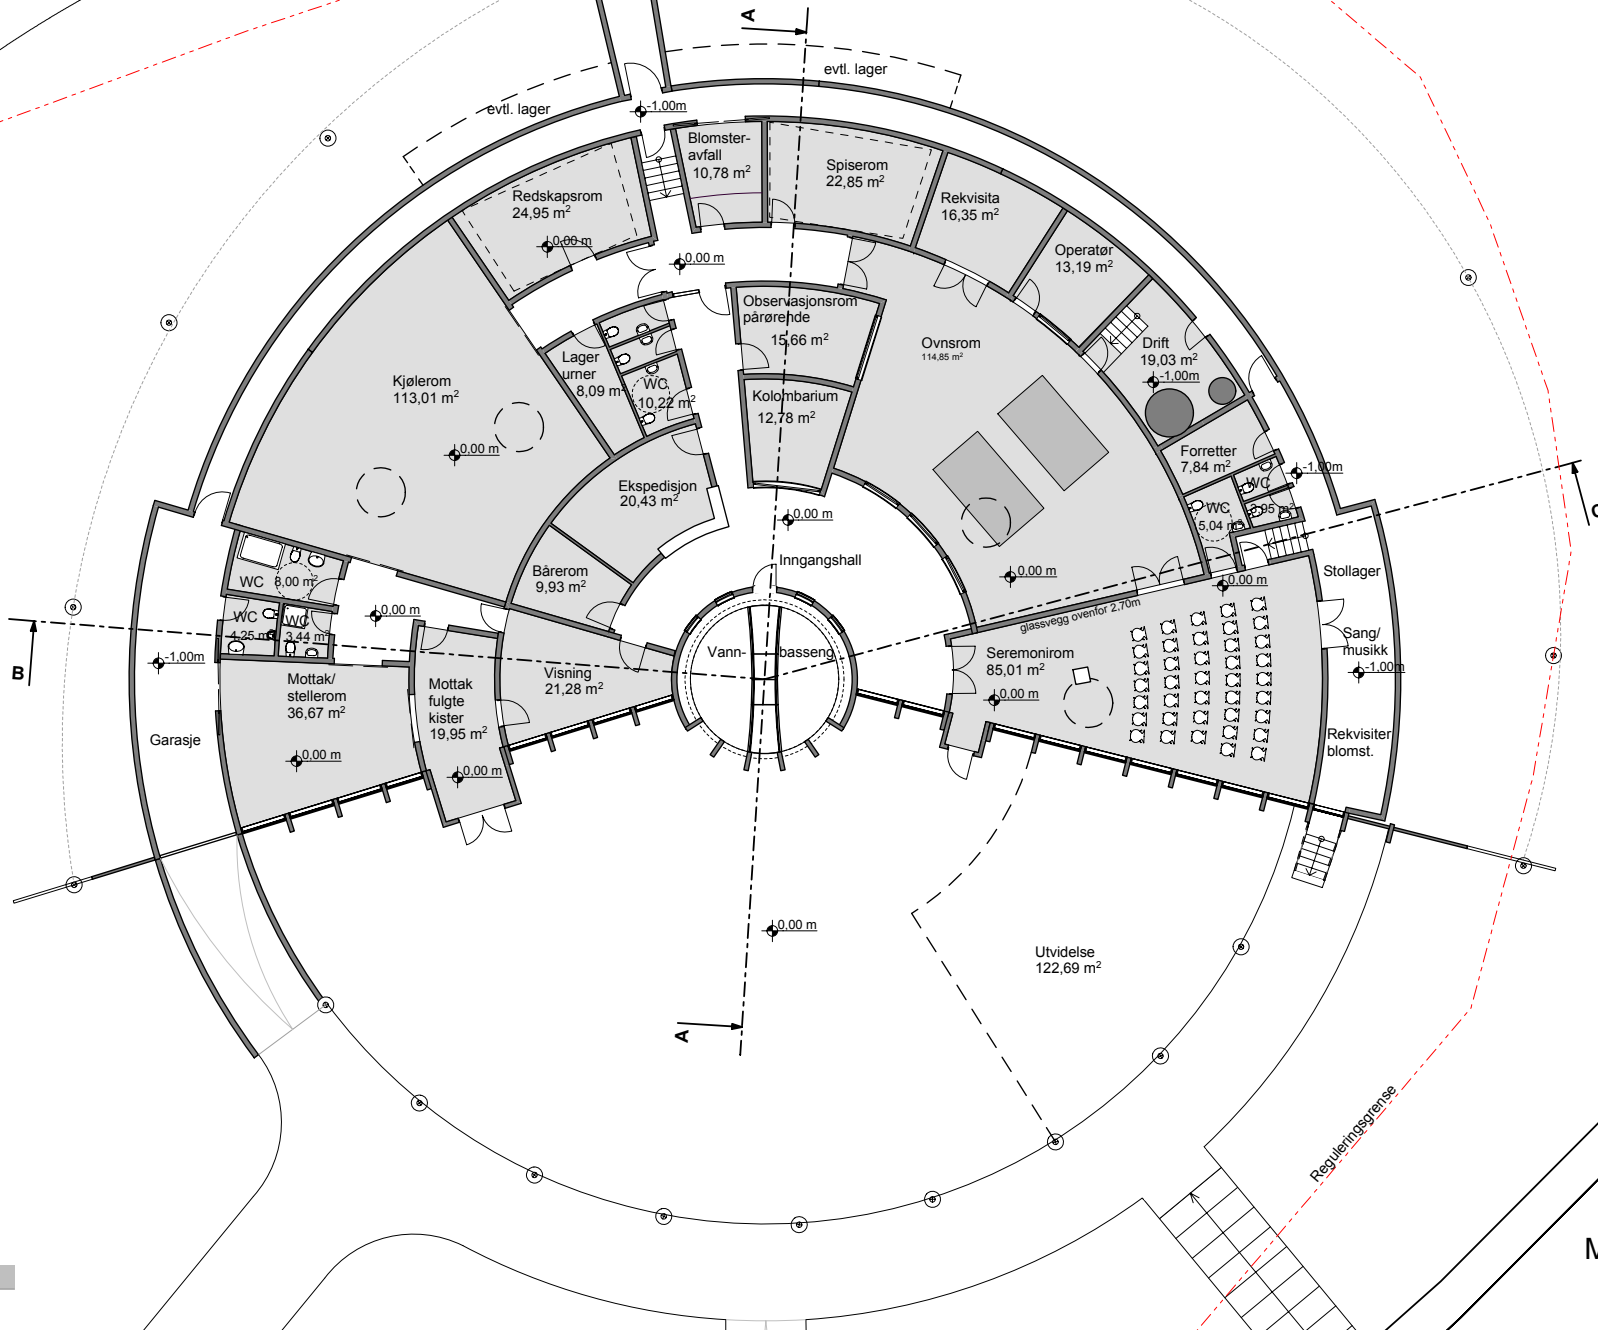 A
evtl. lager
evtl. lager
-1,00m
Blomster-
avfall
10,78 m²
Spiserom
22,85 m²
Redskapsrom
24,95 m²
0,00 m
Rekvisita
16,35 m²
Operatør
13,19 m²
0,00 m
Observasjonsrom
pårørende
15,66 m²
Ovnsrom
114,85 m²
Drift
19,03 m²
-1,00m
Lager
urner
8,09 m²
WC
10,22 m²
Kjølerom
113,01 m²
0,00 m
Kolombarium
12,78 m²
Forretter
7,84 m²
-1,00m
WC
3,95 m²
WC
5,04 m²
Ekspedisjon
20,43 m²
0,00 m
Inngangshall
Bårerom
9,93 m²
0,00 m
0,00 m
C
Stollager
WC
8,00 m²
WC
4,25 m²
WC
3,44 m²
0,00 m
glassvegg ovenfor 2.70m
Sang/
musikk
-1,00m
B
-1,00m
Vann-
basseng
Seremonirom
85,01 m²
0,00 m
Mottak/
stellerom
36,67 m²
Mottak
fulgte
kister
19,95 m²
Visning
21,28 m²
Garasje
0,00 m
0,00 m
Rekvisiter
blomst.
0,00 m
Utvidelse
122,69 m²
A
Reguleringsgrense
M